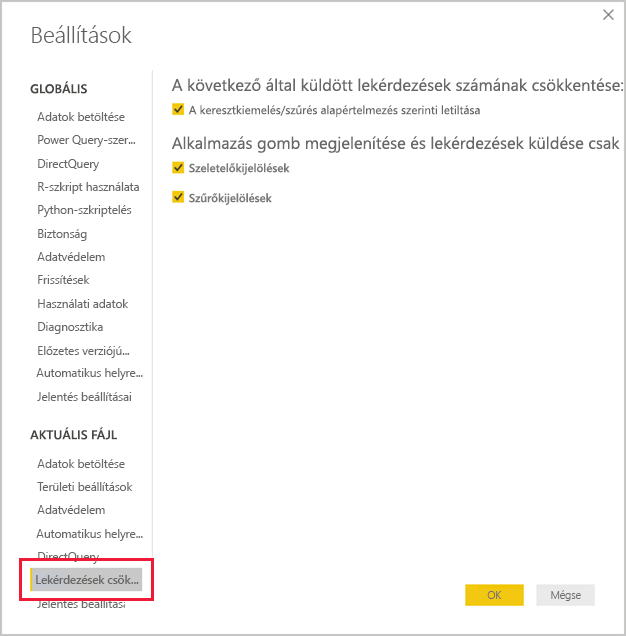 Beállítások
GLOBÁLIS
Adatok betöltése
Power Query-szer...
DirectQuery
R-szkript használata
Python-szkriptelés
Biztonság
Adatvédelem
Frissítések
Használati adatok
Diagnosztika
Előzetes verziójú...
Automatikus helyre...
Jelentés beállításai
AKTUÁLIS FÁJL
Adatok betöltése
Területi beállítások
Adatvédelem
Automatikus helyre...
DirectQuery
Lekérdezések csök...
Jelentés beállításai
A következő által küldött lekérdezések számának csökkentése:
A keresztkiemelés/szűrés alapértelmezés szerinti letiltása
Alkalmazás gomb megjelenítése és lekérdezések küldése csak
Szeletelőkijelölések
Szűrőkijelölések
OK
Mégse